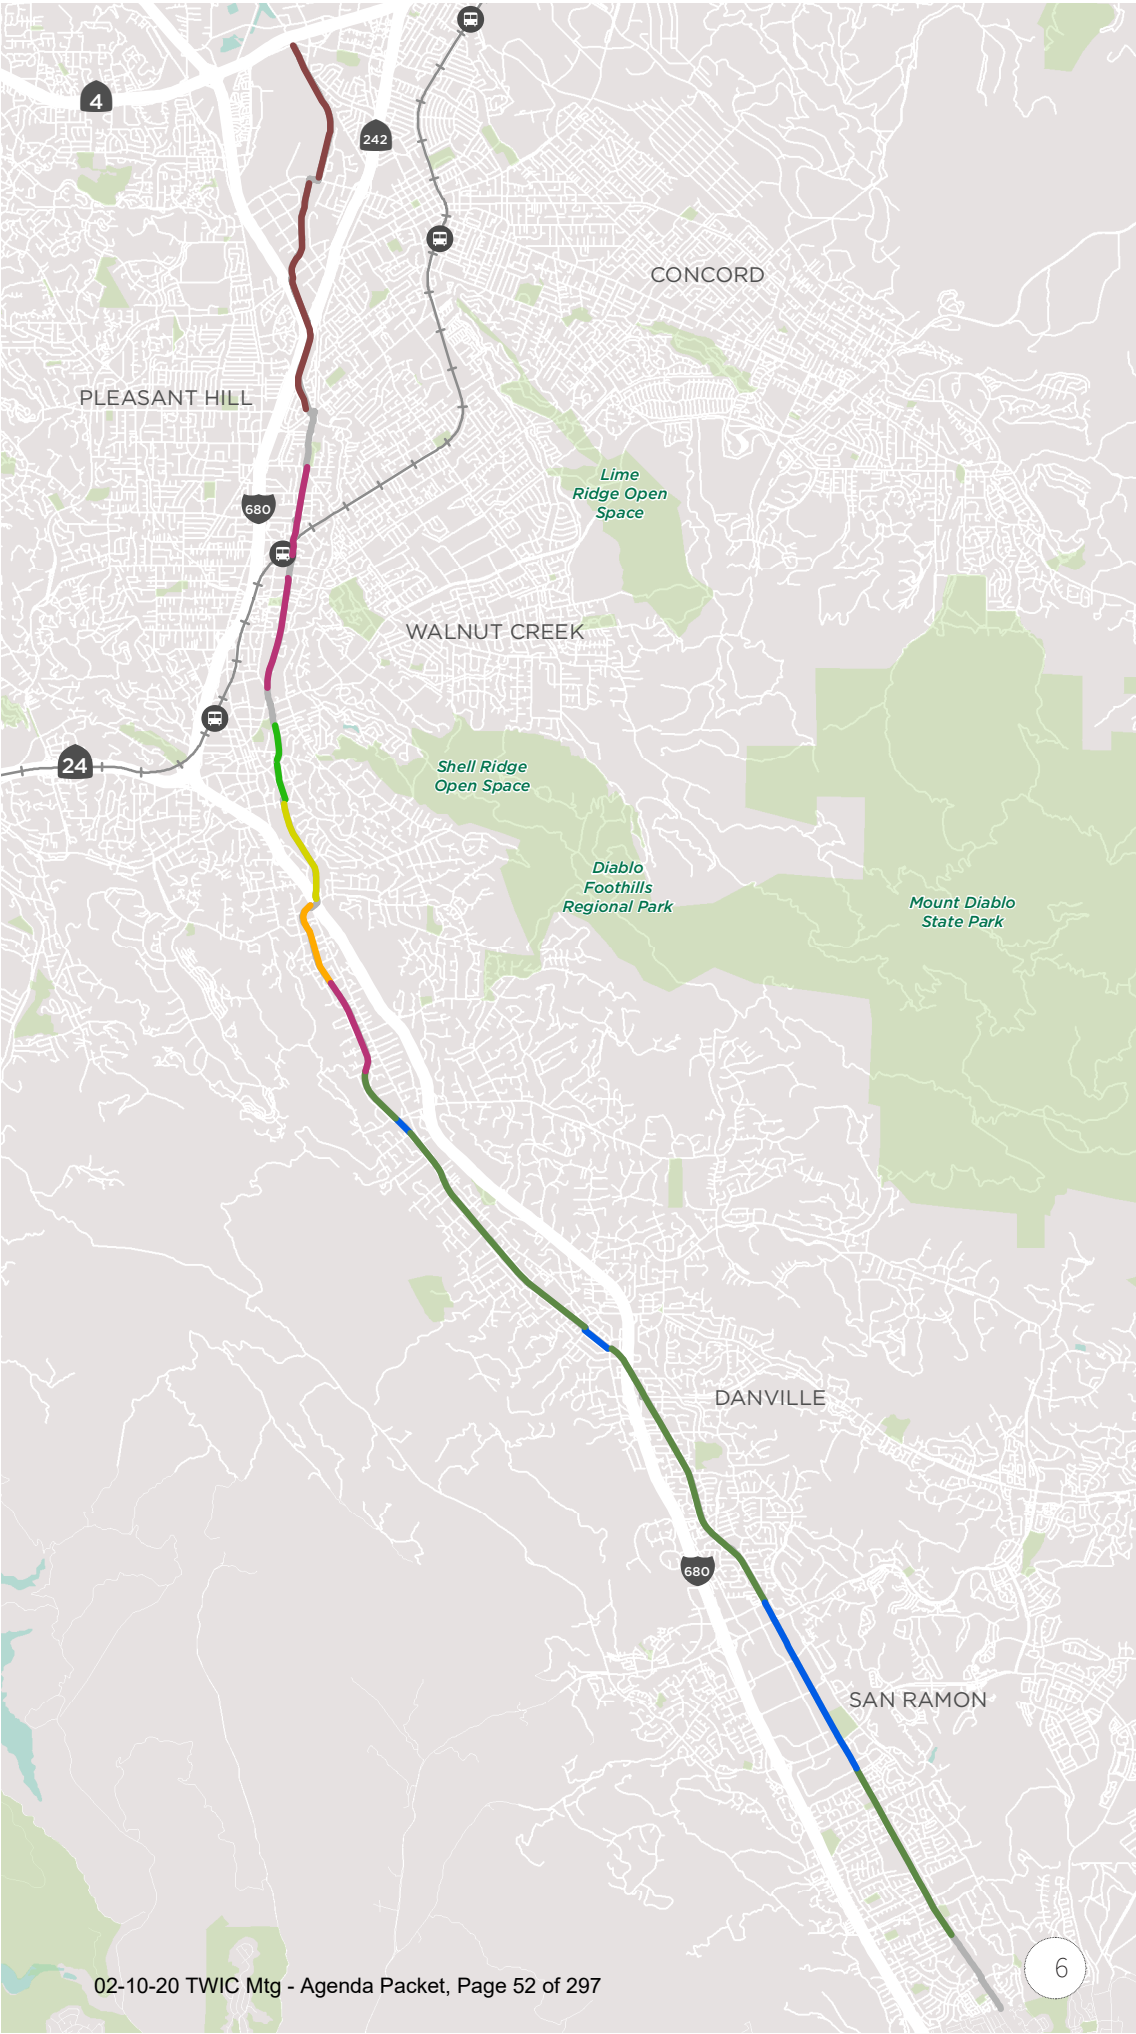 4
242
CONCORD
PLEASANT HILL
Lime
Ridge Open
Space
680
WALNUT CREEK
24
Shell Ridge
Open Space
Diablo
Foothills
Regional Park
Mount Diablo
State Park
DANVILLE
680
SAN RAMON
6
02-10-20 TWIC Mtg - Agenda Packet, Page 52 of 297